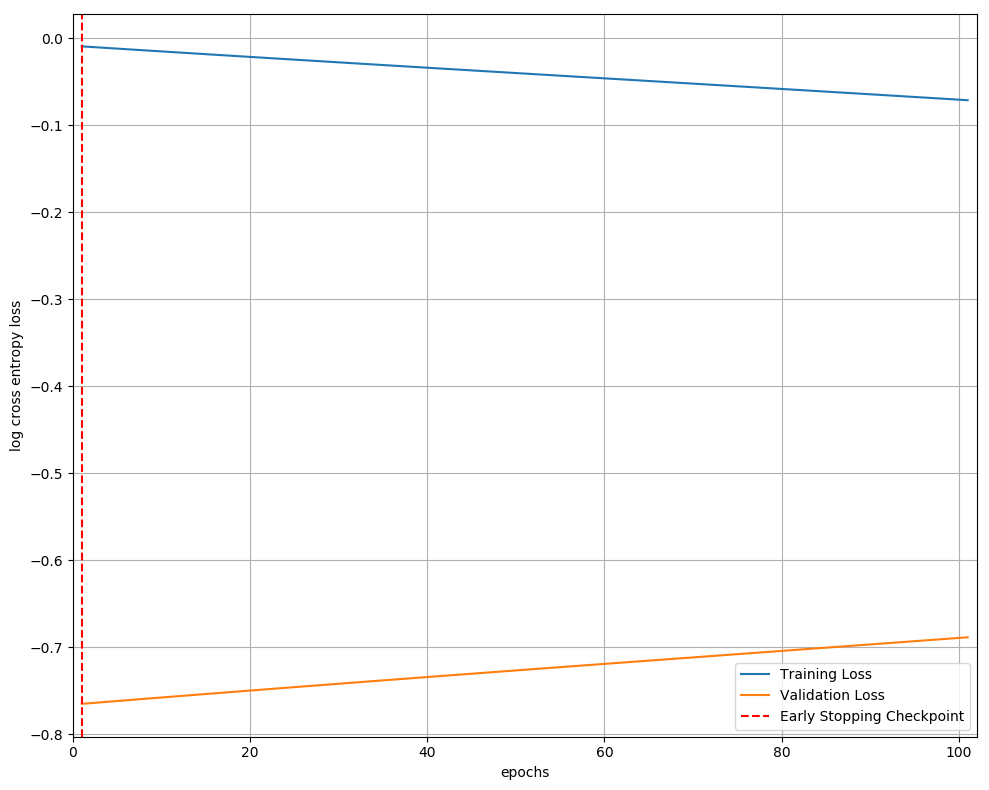 0.0
−0.1
−0.2
−0.3
−0.4
−0.5
−0.6
−0.7
−0.8
log cross entropy loss
0 20 40 60 80 100
epochs
Training Loss
Validation Loss
Early Stopping Checkpoint